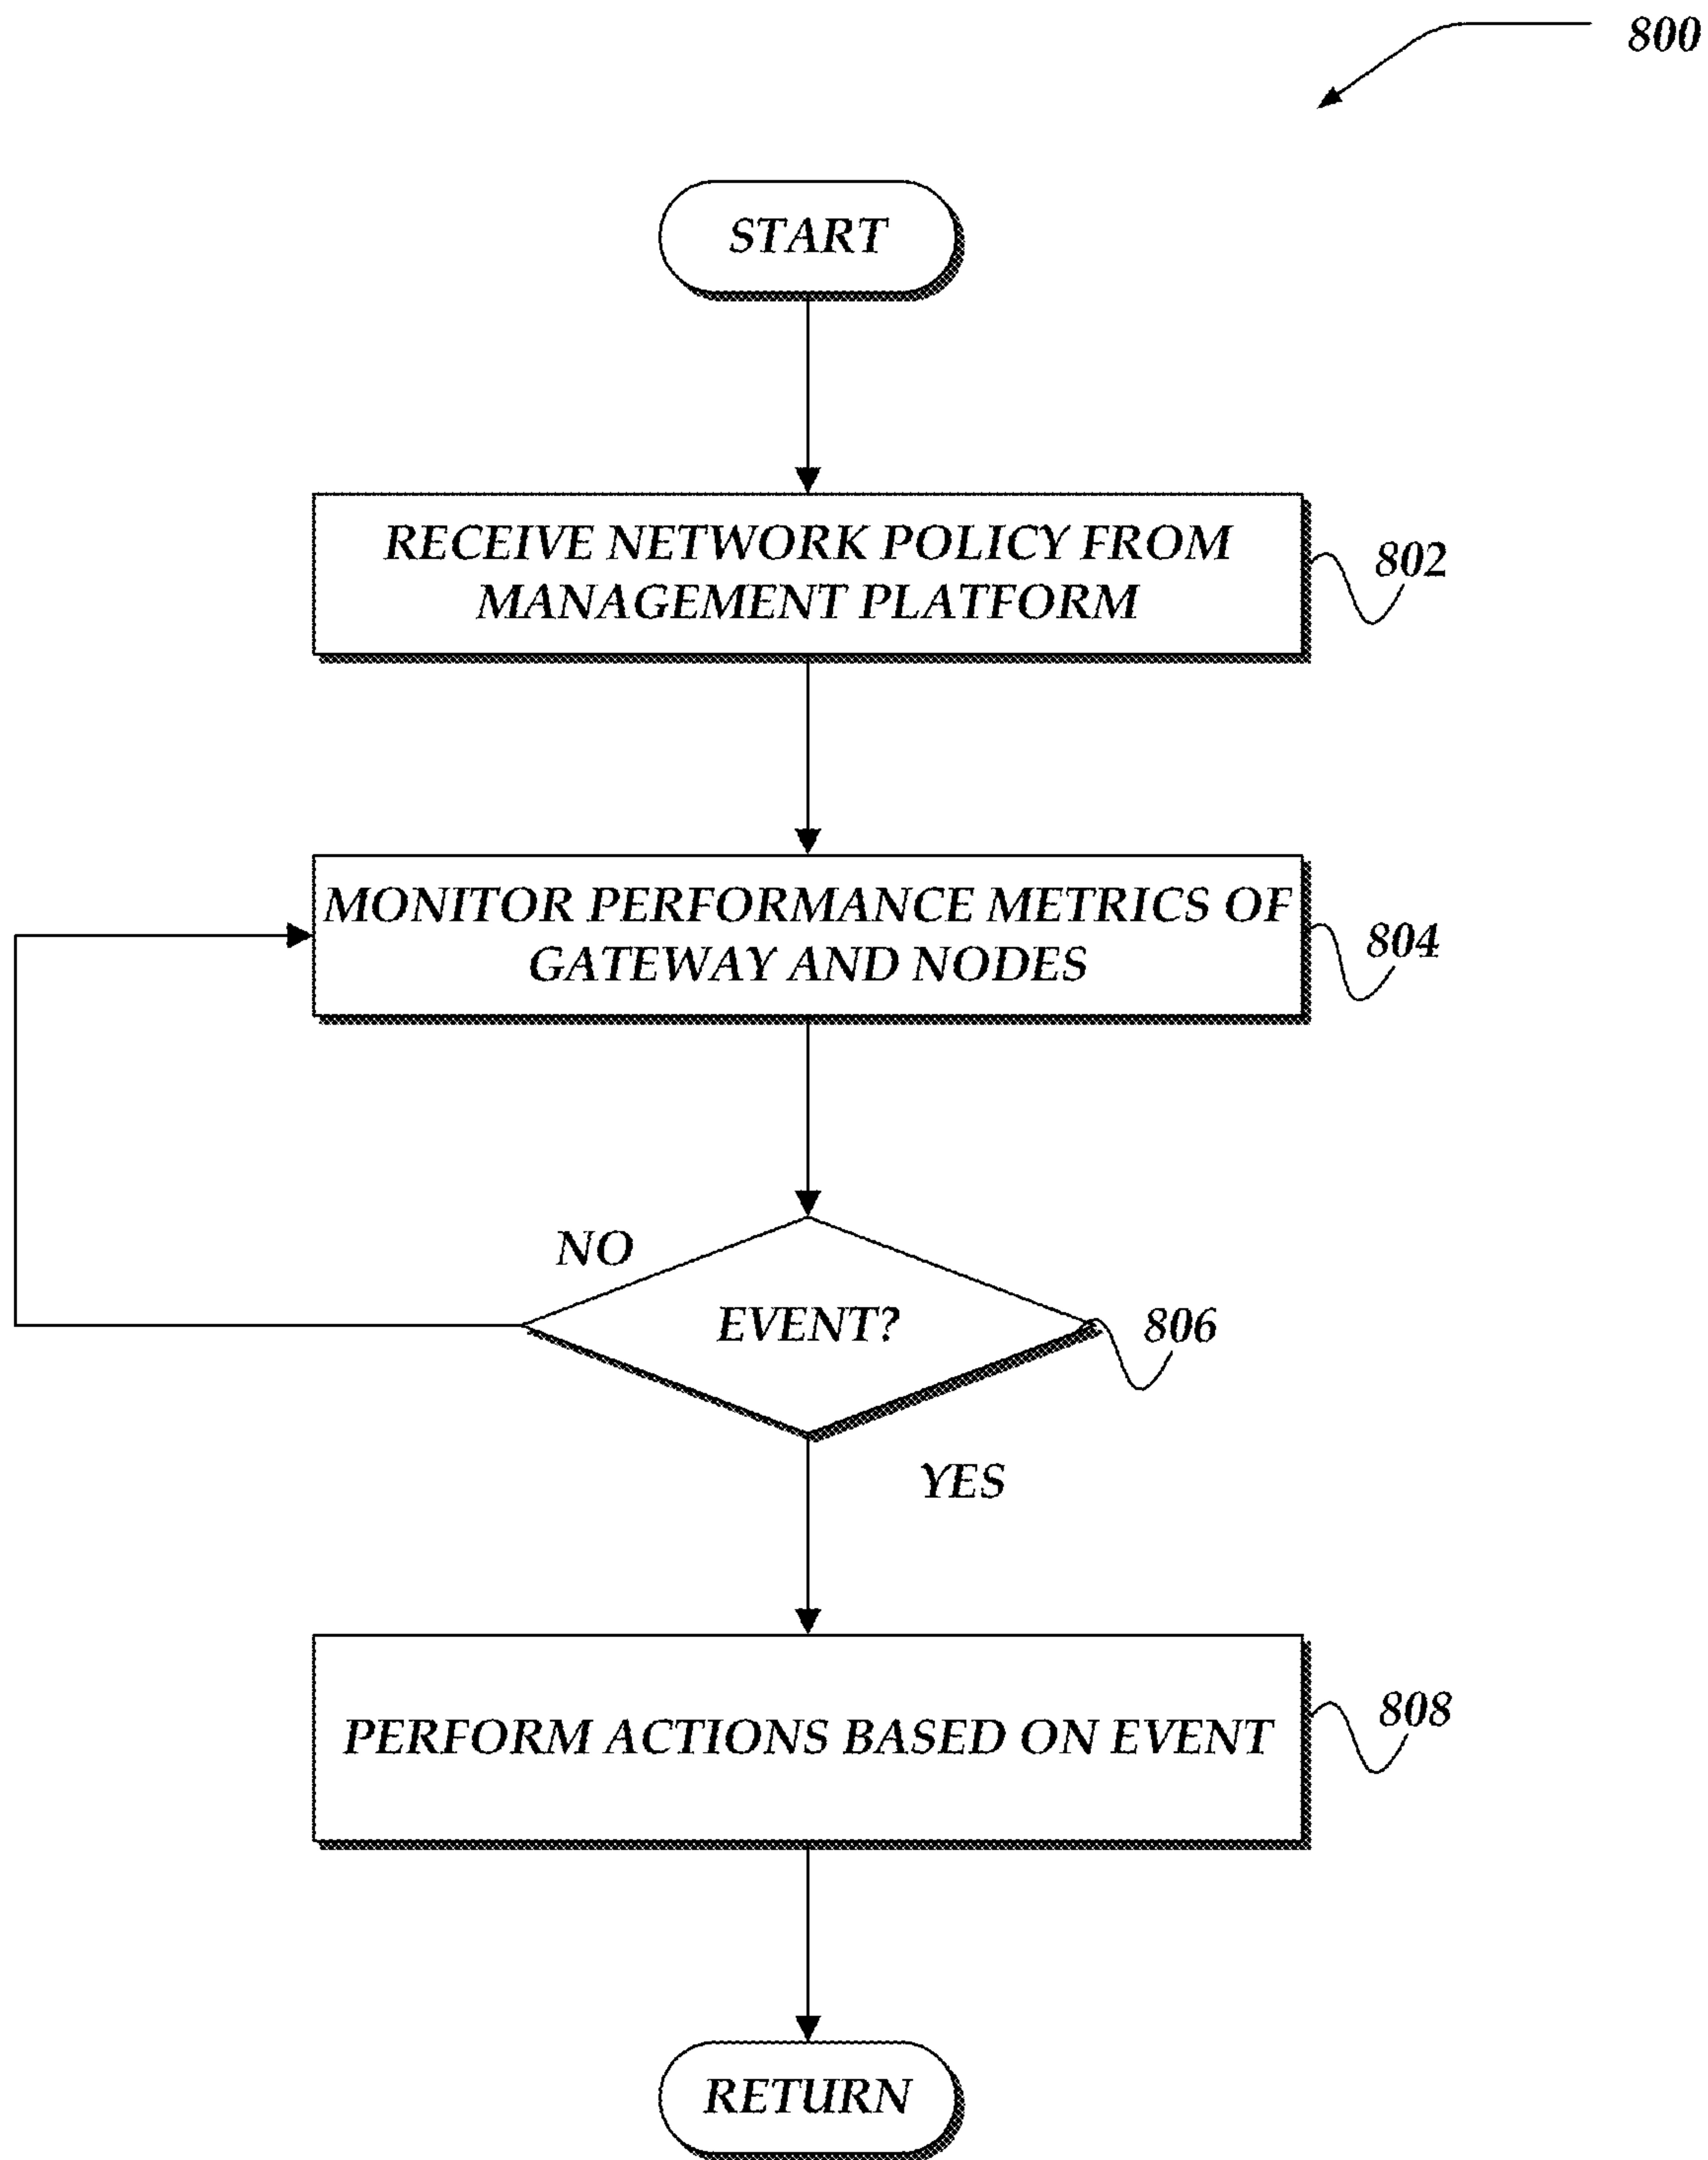 800
START
RECEIVE NETWORK POLICY FROM
MANAGEMENT PLATFORM
802
MONITOR PERFORMANCE METRICS OF
GATEWAY AND NODES
804
NO
EVENT?
806
YES
PERFORM ACTIONS BASED ON EVENT
808
RETURN